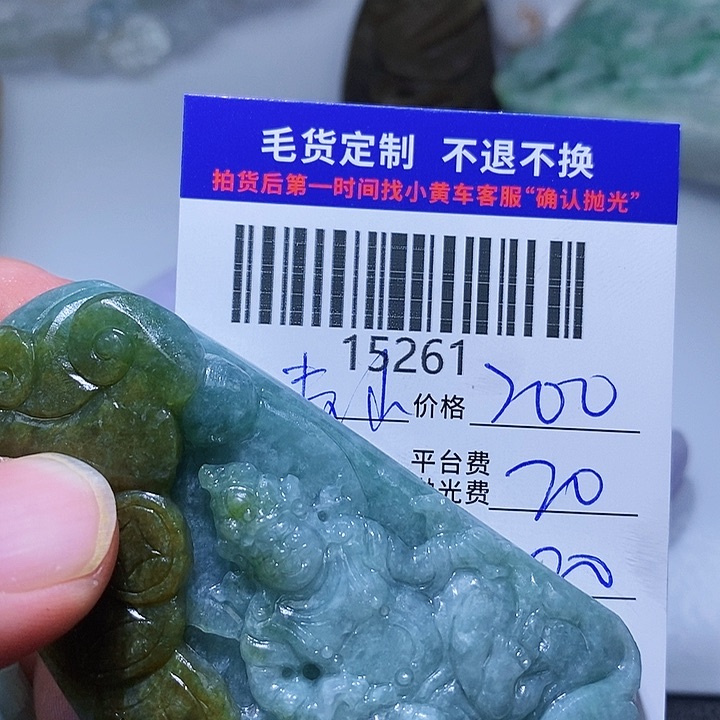 毛货定制 不退不换
拍货后第一时间找小黄车客服“确认抛光”
15261
价格 200
平台费
光费 20